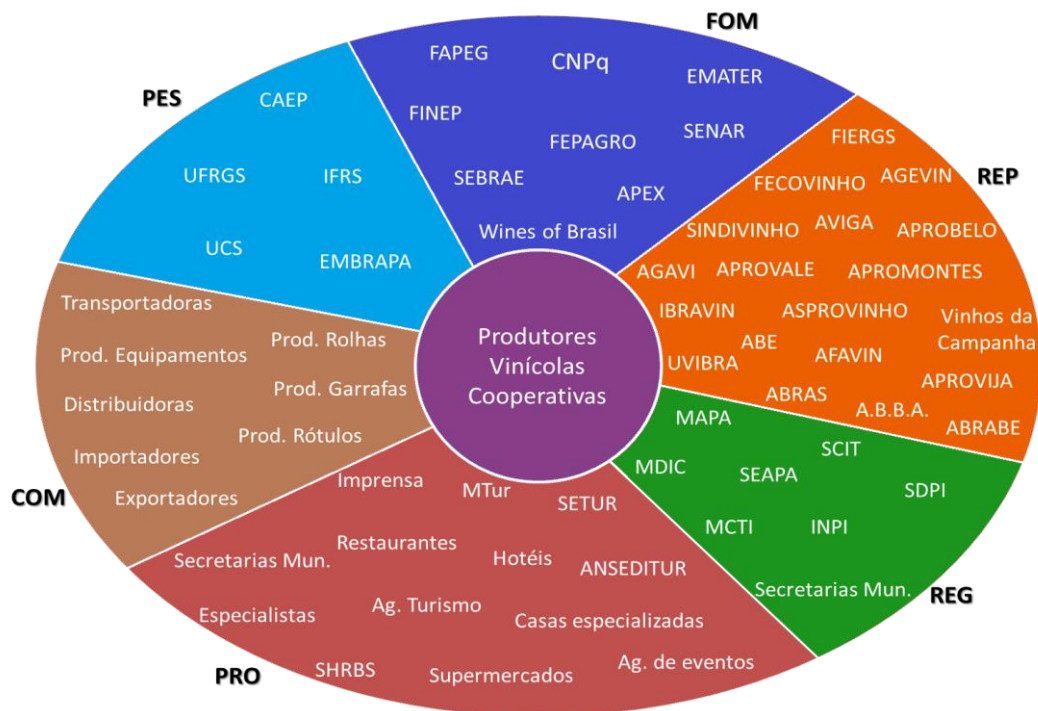 FOM
FAPEG
CNPq
EMATER
FINEP
FEPAGRO
SENAR
SEBRAE
APEX
Wines of Brasil
PES
CAEP
UFRGS
IFRS
UCS
EMBRAPA
REP
FIERGS
FECOVINHO
AGEVIN
SINDIVINHO
AVIGA
APROBELO
AGAVI
APROVALE
APROMONTES
IBRAVIN
ASPROVINHO
Vinhos da
Campanha
ABE
UVIBRA
AFAVIN
APROVIJA
ABRAS
A.B.B.A.
ABRABE
Produtores
Vinícolas
Cooperativas
COM
Transportadoras
Prod. Rolhas
Prod. Equipamentos
Prod. Garrafas
Distribuidoras
Prod. Rótulos
Importadores
Exportadores
REG
MAPA
SCIT
MDIC
SEAPA
SDPI
MCTI
INPI
Secretarias Mun.
PRO
Imprensa
MTur
SETUR
Secretarias Mun.
Restaurantes
Hotéis
ANSEDITUR
Especialistas
Ag. Turismo
Casas especializadas
SHRBS
Supermercados
Ag. de eventos